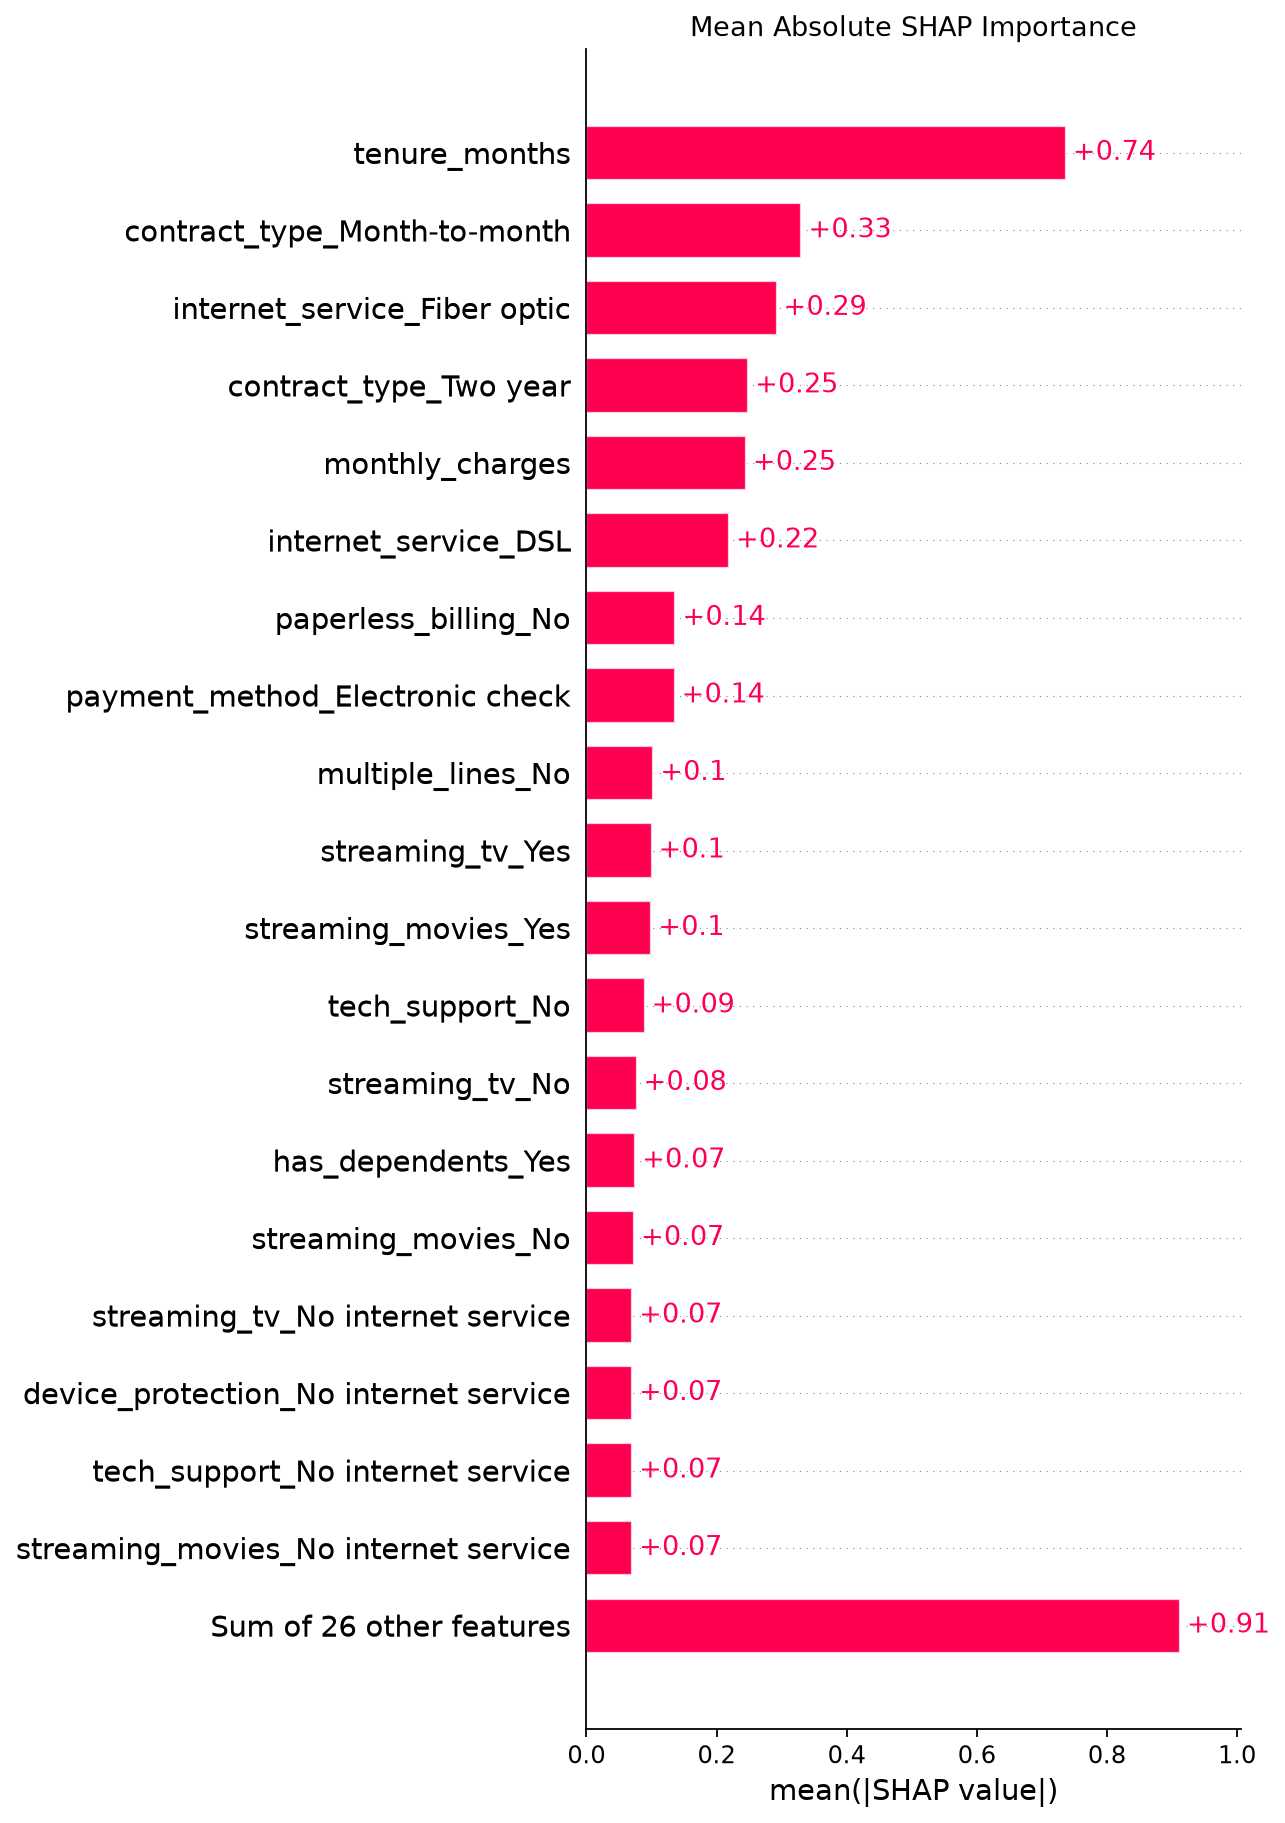 Mean Absolute SHAP Importance
tenure_months +0.74
contract_type_Month-to-month +0.33
internet_service_Fiber optic +0.29
contract_type_Two year +0.25
monthly_charges +0.25
internet_service_DSL +0.22
paperless_billing_No +0.14
payment_method_Electronic check +0.14
multiple_lines_No +0.1
streaming_tv_Yes +0.1
streaming_movies_Yes +0.1
tech_support_No +0.09
streaming_tv_No +0.08
has_dependents_Yes +0.07
streaming_movies_No +0.07
streaming_tv_No internet service +0.07
device_protection_No internet service +0.07
tech_support_No internet service +0.07
streaming_movies_No internet service +0.07
Sum of 26 other features +0.91
0.0 0.2 0.4 0.6 0.8 1.0
mean(|SHAP value|)